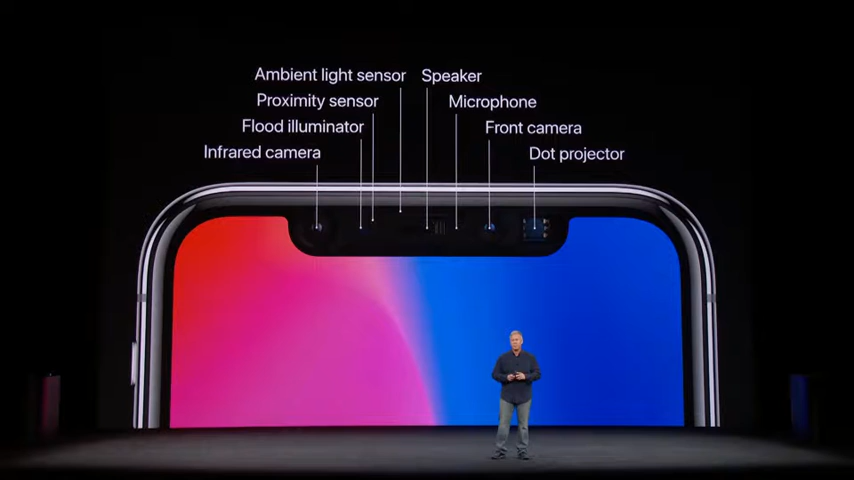 Ambient light sensor
Speaker
Proximity sensor
Microphone
Flood illuminator
Front camera
Infrared camera
Dot projector